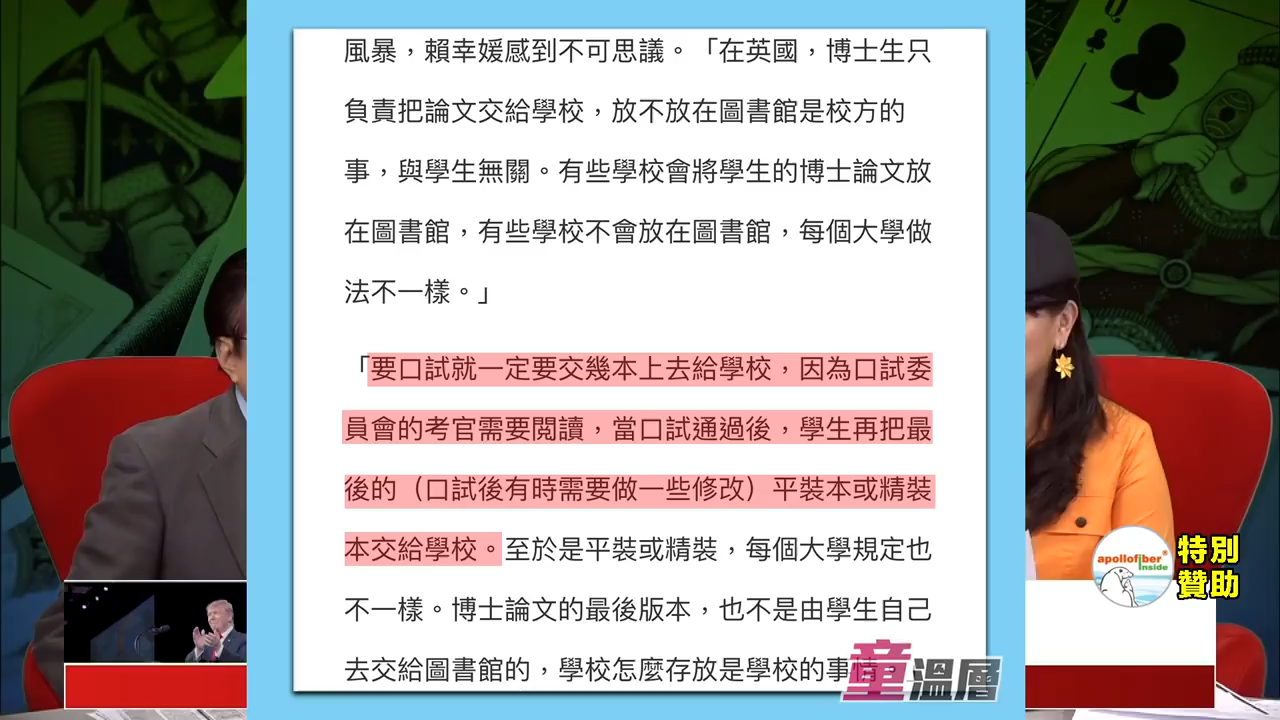 風暴，賴幸媛感到不可思議。「在英國，博士生只
負責把論文交給學校，放不放在圖書館是校方的
事，與學生無關。有些學校會將學生的博士論文放
在圖書館，有些學校不會放在圖書館，每個大學做
法不一樣。」
「要口試就一定要交幾本上去給學校，因為口試委
員會的考官需要閱讀，當口試通過後，學生再把最
後的（口試後有時需要做一些修改）平裝本或精裝
本交給學校。至於是平裝或精裝，每個大學規定也
不一樣。博士論文的最後版本，也不是由學生自己
去交給圖書館的，學校怎麼存放是學校的事情。
童溫層
apollofiber
Inside
特別
贊助